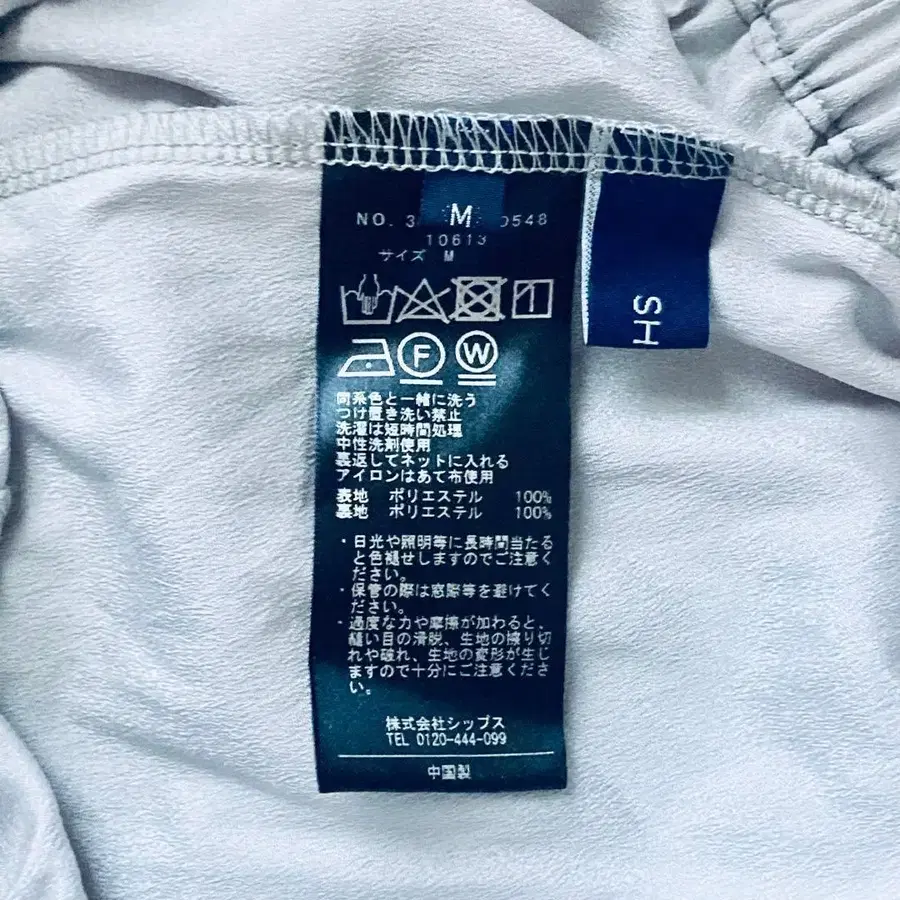 M
NO. 3 0548
10613
サイズ M
F W
同系色と一緒に洗う
つけ置き洗い禁止
洗濯は短時間処理
中性洗剤使用
裏返してネットに入れる
アイロンはあて布使用
表地 ポリエステル 100%
裏地 ポリエステル 100%
・日光や照明等に長時間当たる
と色褪せしますのでご注意く
ださい。
・保管の際は窓際等を避けてく
ださい。
・過度な力や摩擦が加わると、
縫い目の滑脱、生地の擦り切
れや破れ、生地の変形が生じ
ますので十分にご注意くださ
い。
株式会社シップス
TEL 0120-444-099
中国製
SH